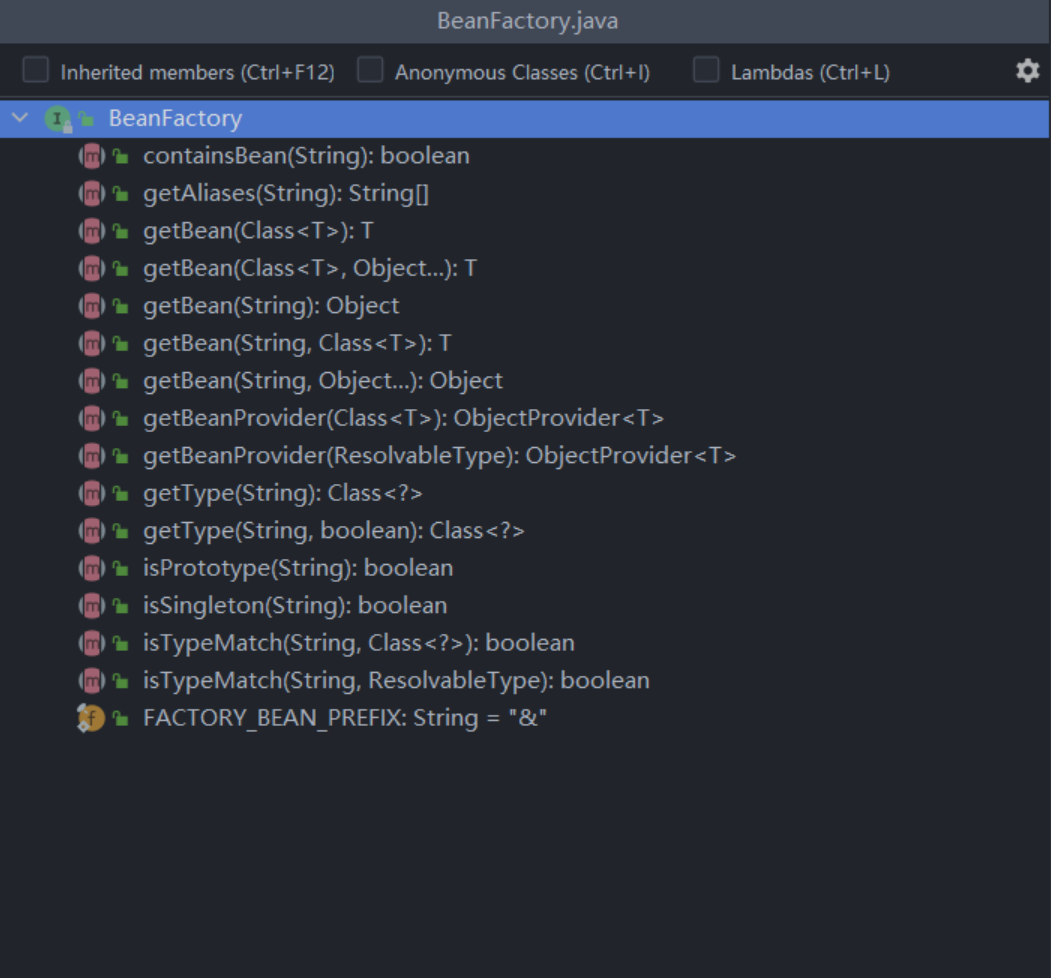 BeanFactory.java
Inherited members (Ctrl+F12) Anonymous Classes (Ctrl+I) Lambdas (Ctrl+L)
I BeanFactory
m containsBean(String): boolean
m getAliases(String): String[]
m getBean(Class<T>): T
m getBean(Class<T>, Object...): T
m getBean(String): Object
m getBean(String, Class<T>): T
m getBean(String, Object...): Object
m getBeanProvider(Class<T>): ObjectProvider<T>
m getBeanProvider(ResolvableType): ObjectProvider<T>
m getType(String): Class<?>
m getType(String, boolean): Class<?>
m isPrototype(String): boolean
m isSingleton(String): boolean
m isTypeMatch(String, Class<?>): boolean
m isTypeMatch(String, ResolvableType): boolean
f FACTORY_BEAN_PREFIX: String = "&"